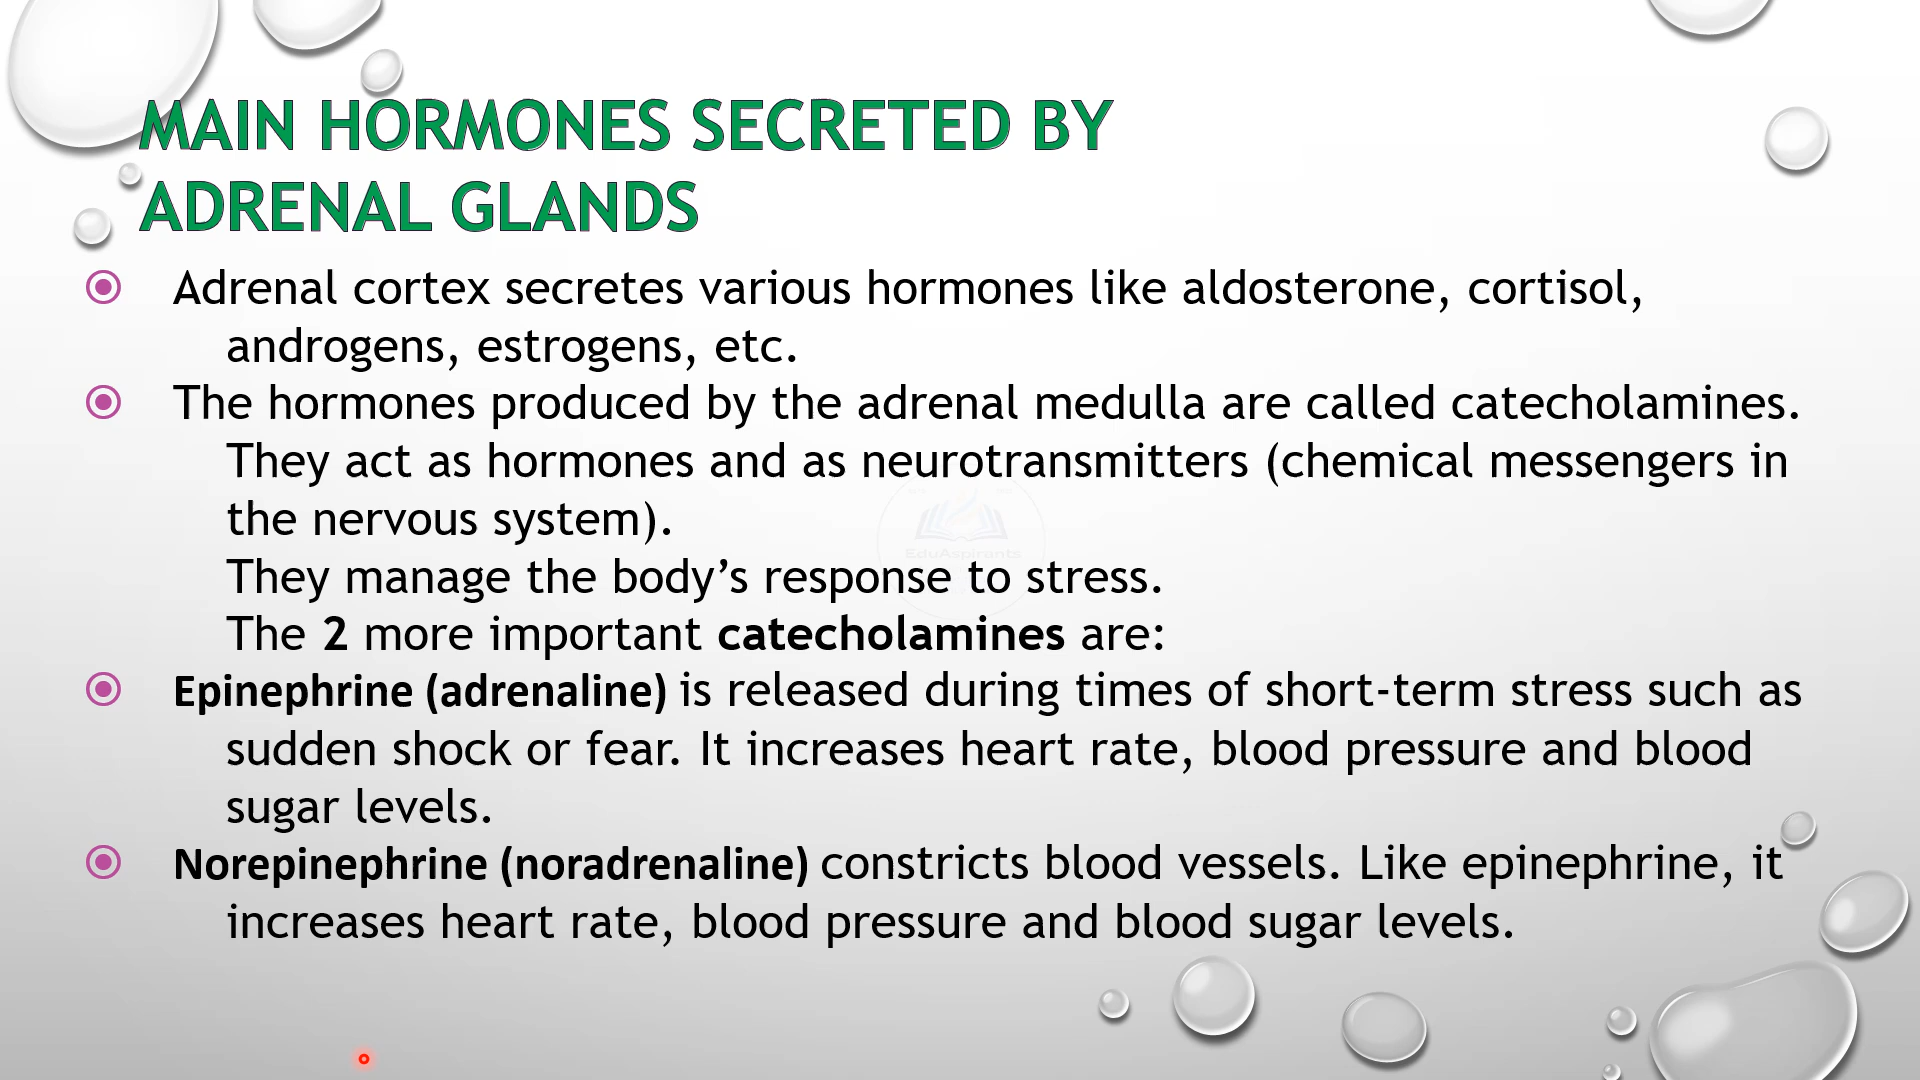 MAIN HORMONES SECRETED BY
ADRENAL GLANDS
Adrenal cortex secretes various hormones like aldosterone, cortisol,
androgens, estrogens, etc.
The hormones produced by the adrenal medulla are called catecholamines.
They act as hormones and as neurotransmitters (chemical messengers in
the nervous system).
EduAspirants
They manage the body’s response to stress.
The 2 more important catecholamines are:
Epinephrine (adrenaline) is released during times of short-term stress such as
sudden shock or fear. It increases heart rate, blood pressure and blood
sugar levels.
Norepinephrine (noradrenaline) constricts blood vessels. Like epinephrine, it
increases heart rate, blood pressure and blood sugar levels.